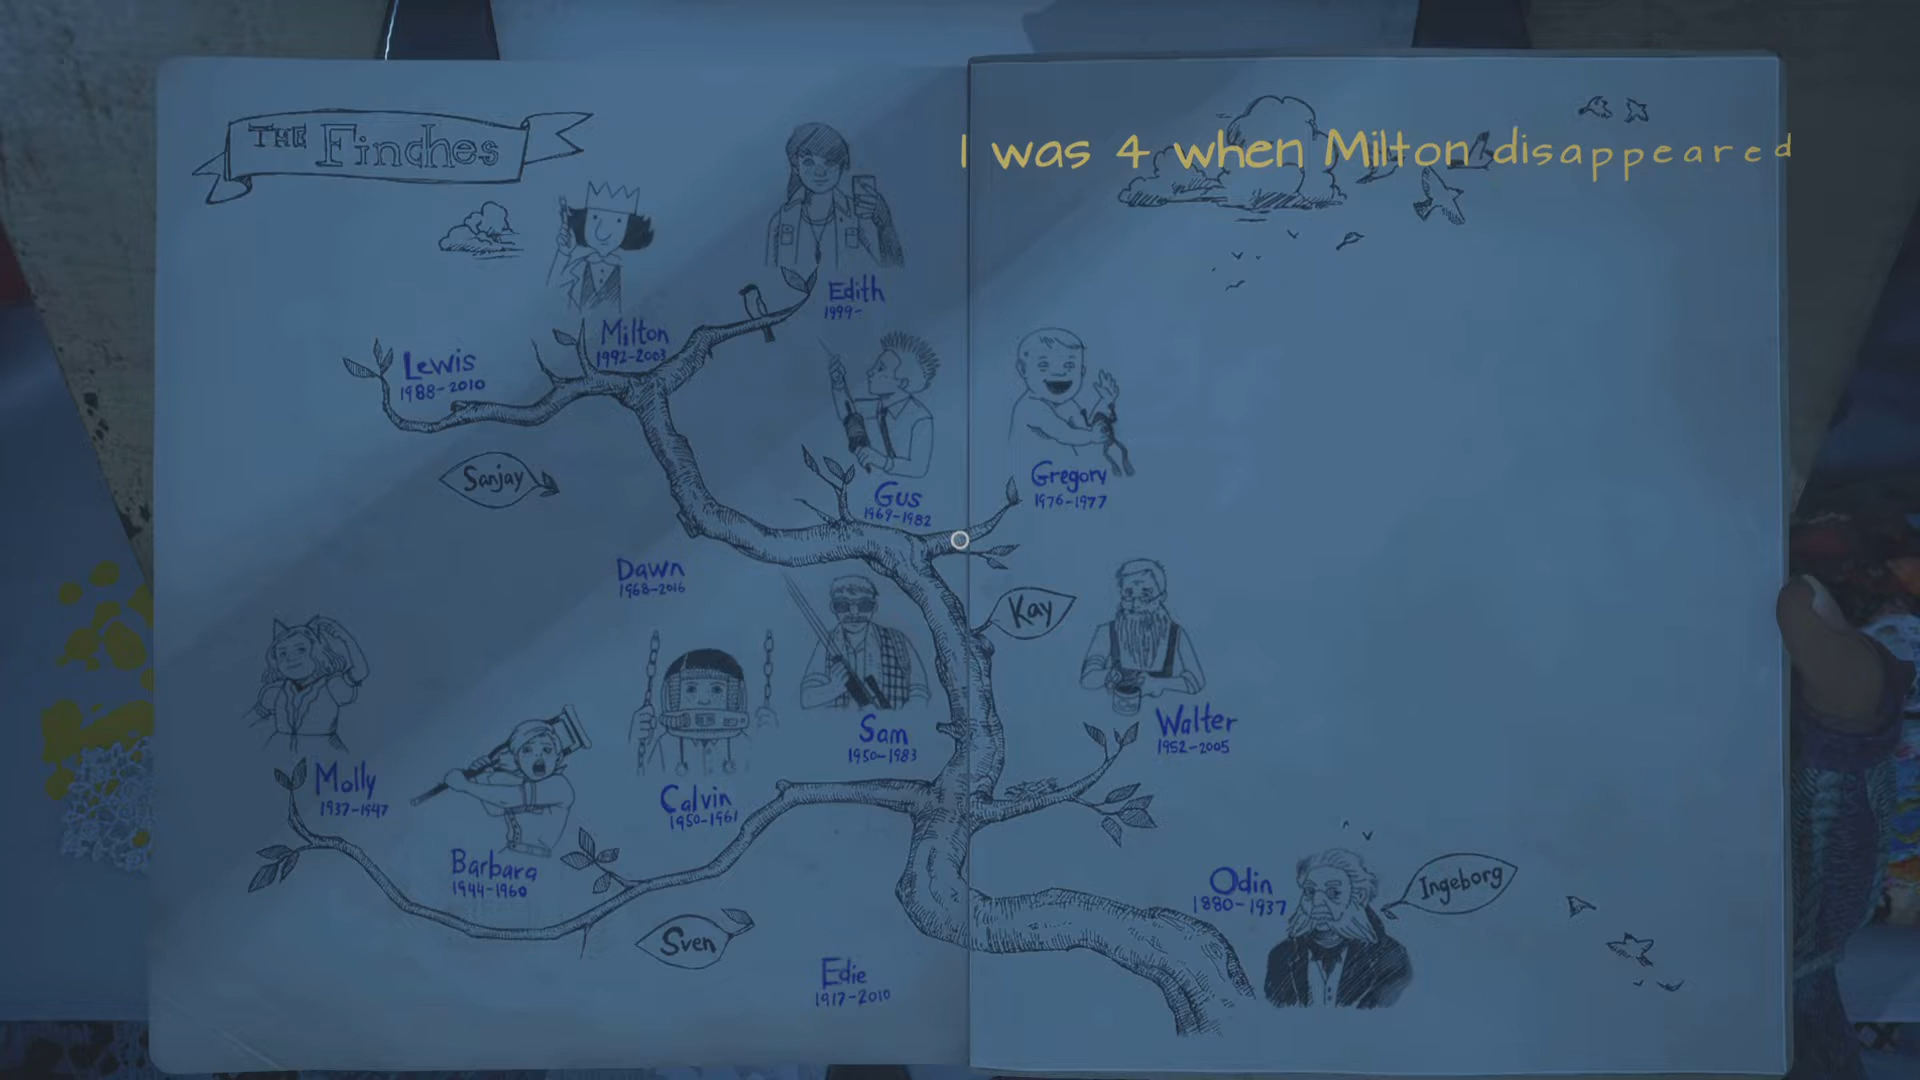 THE Finches
I was 4 when Milton disappeared
Edith
1999-
Milton
1992-2003
Lewis
1988-2010
Sanjay
Gus
1969-1982
Gregory
1976-1977
Dawn
1968-2016
Kay
Sam
1950-1983
Walter
1952-2005
Molly
1937-1947
Calvin
1950-1961
Barbara
1944-1960
Odin
1880-1937
Ingeborg
Sven
Edie
1917-2010